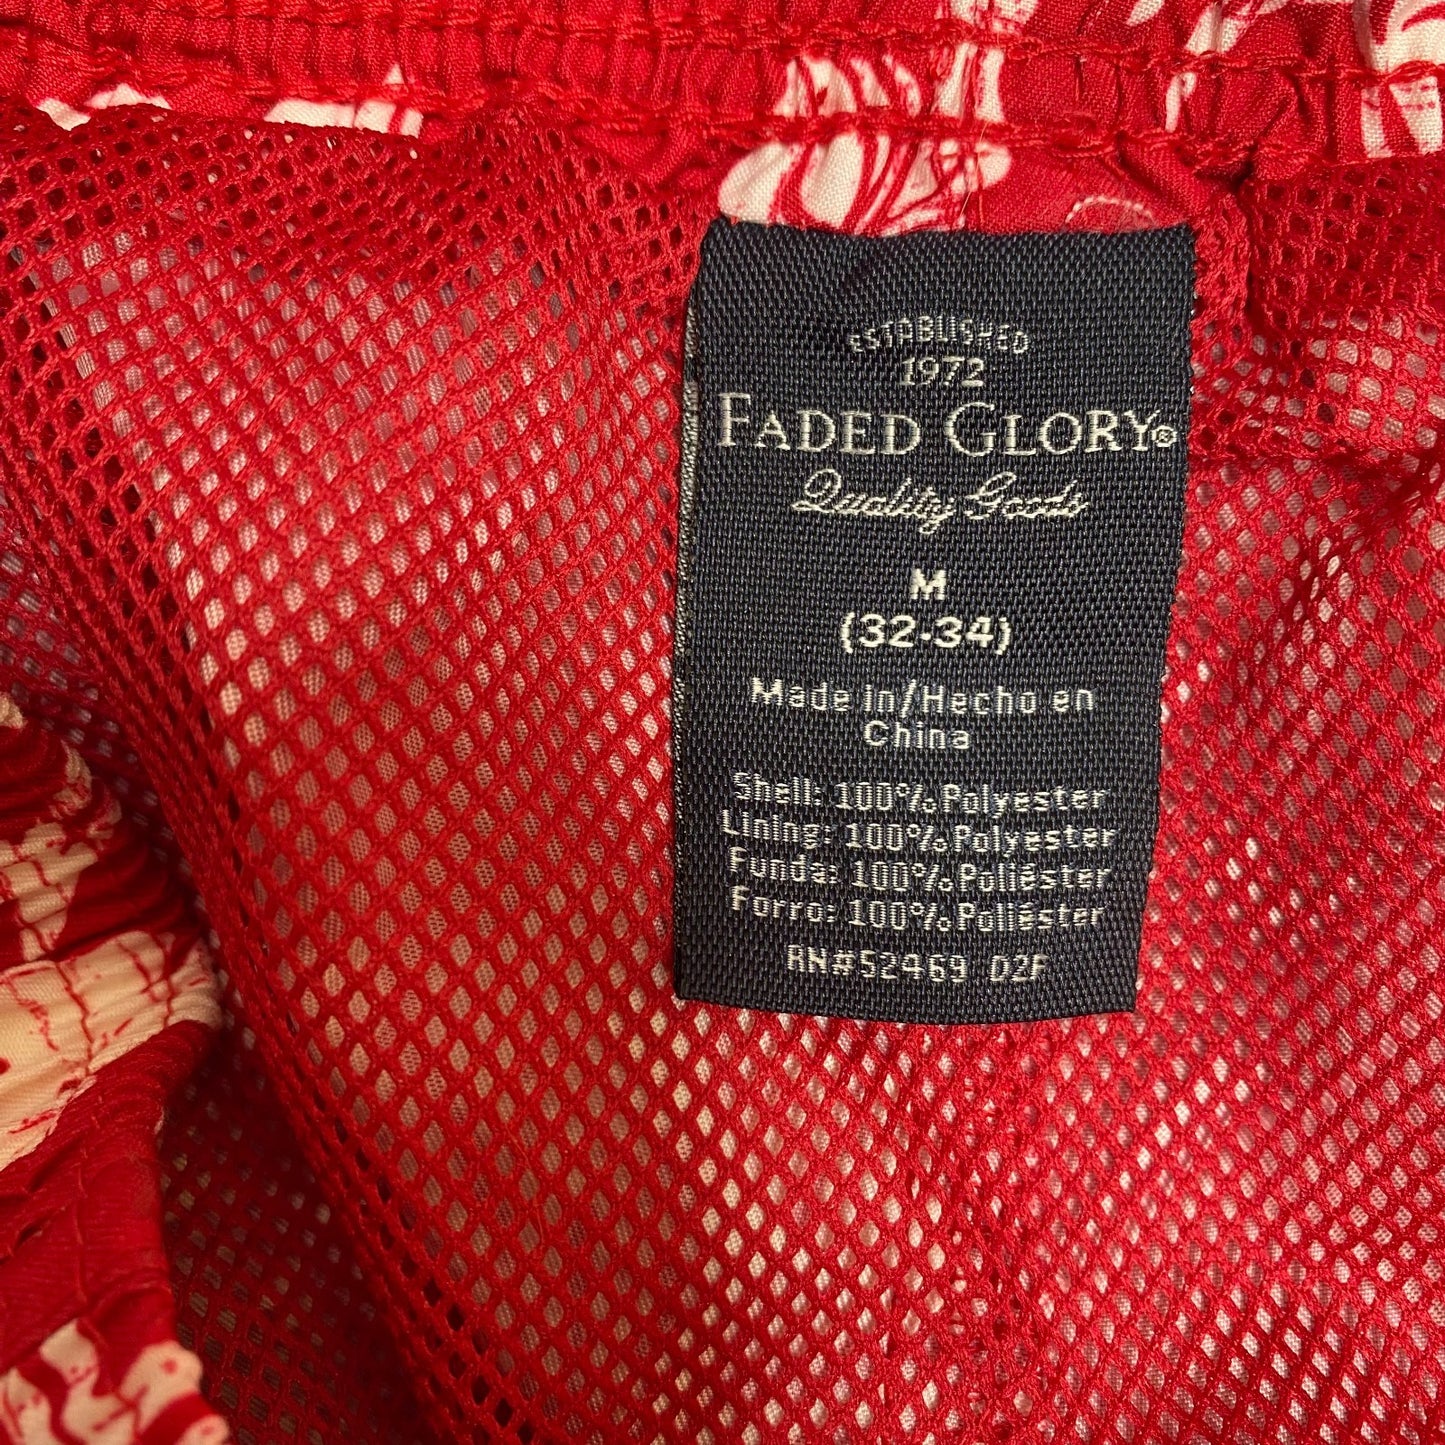 ESTABLISHED
1972
FADED GLORY®
Quality Goods
M
(32-34)
Made in/Hecho en
China
Shell: 100% Polyester
Lining: 100% Polyester
Funda: 100% Poliéster
Forro: 100% Poliéster
RN#52469 02F